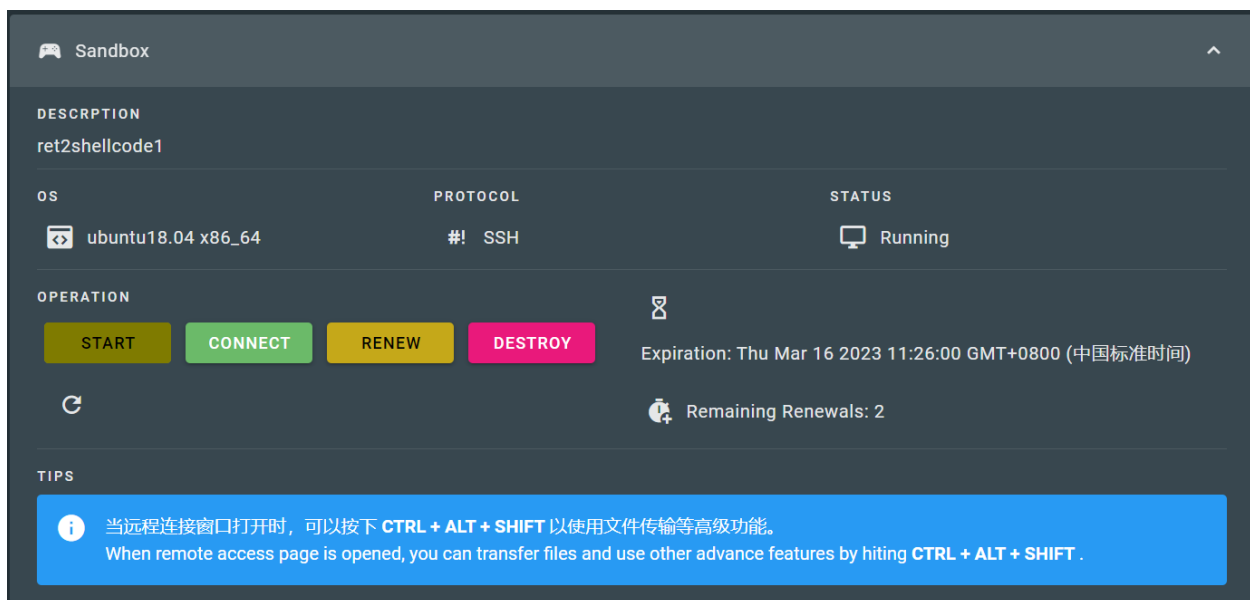 Sandbox
DESCRPTION
ret2shellcode1
OS
PROTOCOL
STATUS
ubuntu18.04 x86_64
#! SSH
Running
OPERATION
START
CONNECT
RENEW
DESTROY
Expiration: Thu Mar 16 2023 11:26:00 GMT+0800 (中国标准时间)
Remaining Renewals: 2
TIPS
当远程连接窗口打开时，可以按下 CTRL + ALT + SHIFT 以使用文件传输等高级功能。
When remote access page is opened, you can transfer files and use other advance features by hiting CTRL + ALT + SHIFT .